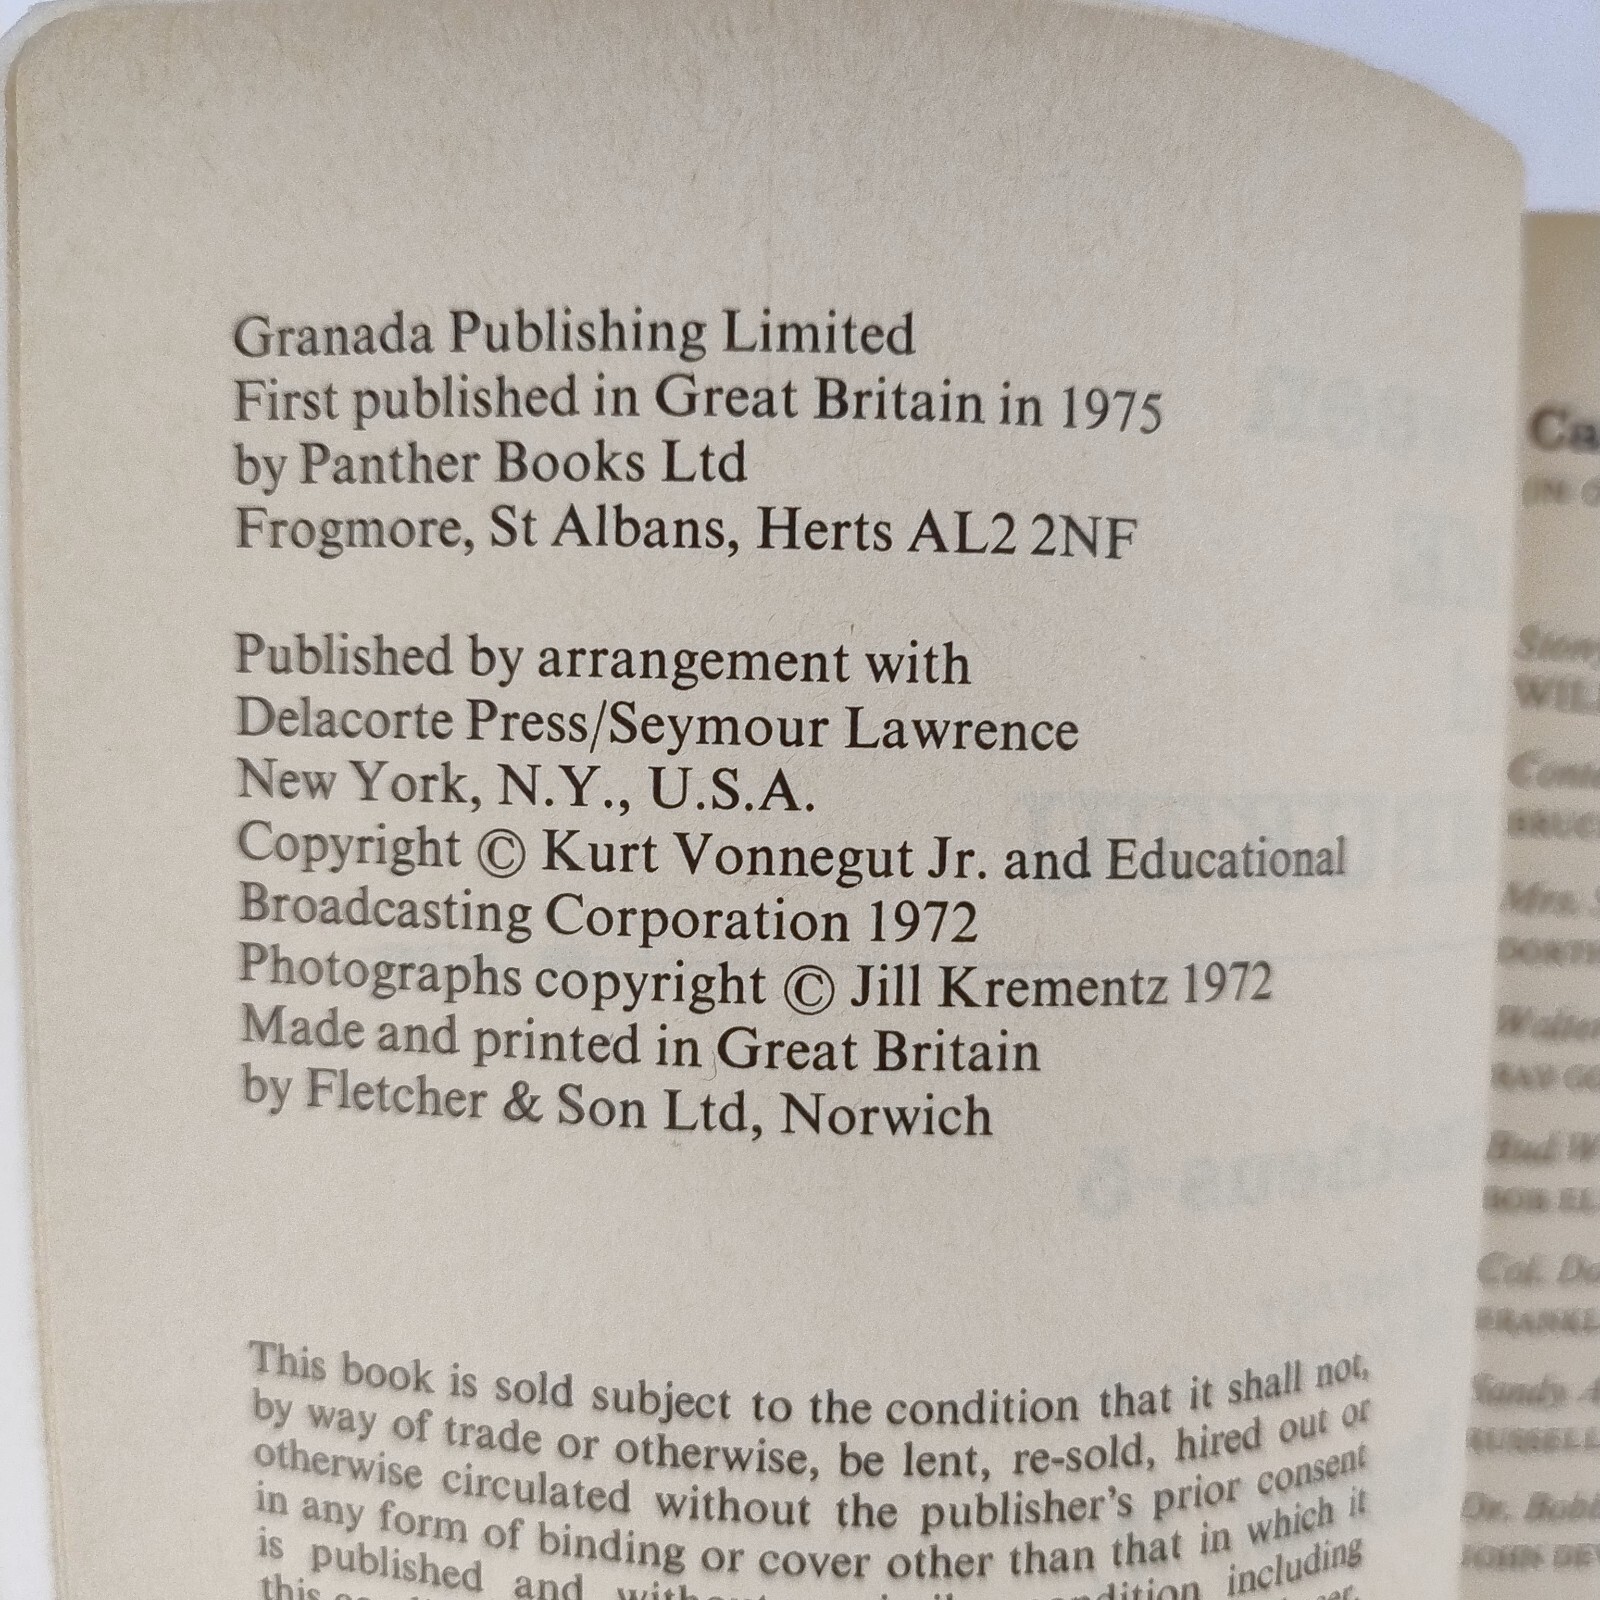 Granada Publishing Limited
First published in Great Britain in 1975
by Panther Books Ltd
Frogmore, St Albans, Herts AL2 2NF
Published by arrangement with
Delacorte Press/Seymour Lawrence
New York, N.Y., U.S.A.
Copyright © Kurt Vonnegut Jr. and Educational
Broadcasting Corporation 1972
Photographs copyright © Jill Krementz 1972
Made and printed in Great Britain
by Fletcher & Son Ltd, Norwich
This book is sold subject to the condition that it shall not,
by way of trade or otherwise, be lent, re-sold, hired out or
otherwise circulated without the publisher's prior consent
in any form of binding or cover other than that in which it
is published and including
this
Mrs.
Col.
Dr.